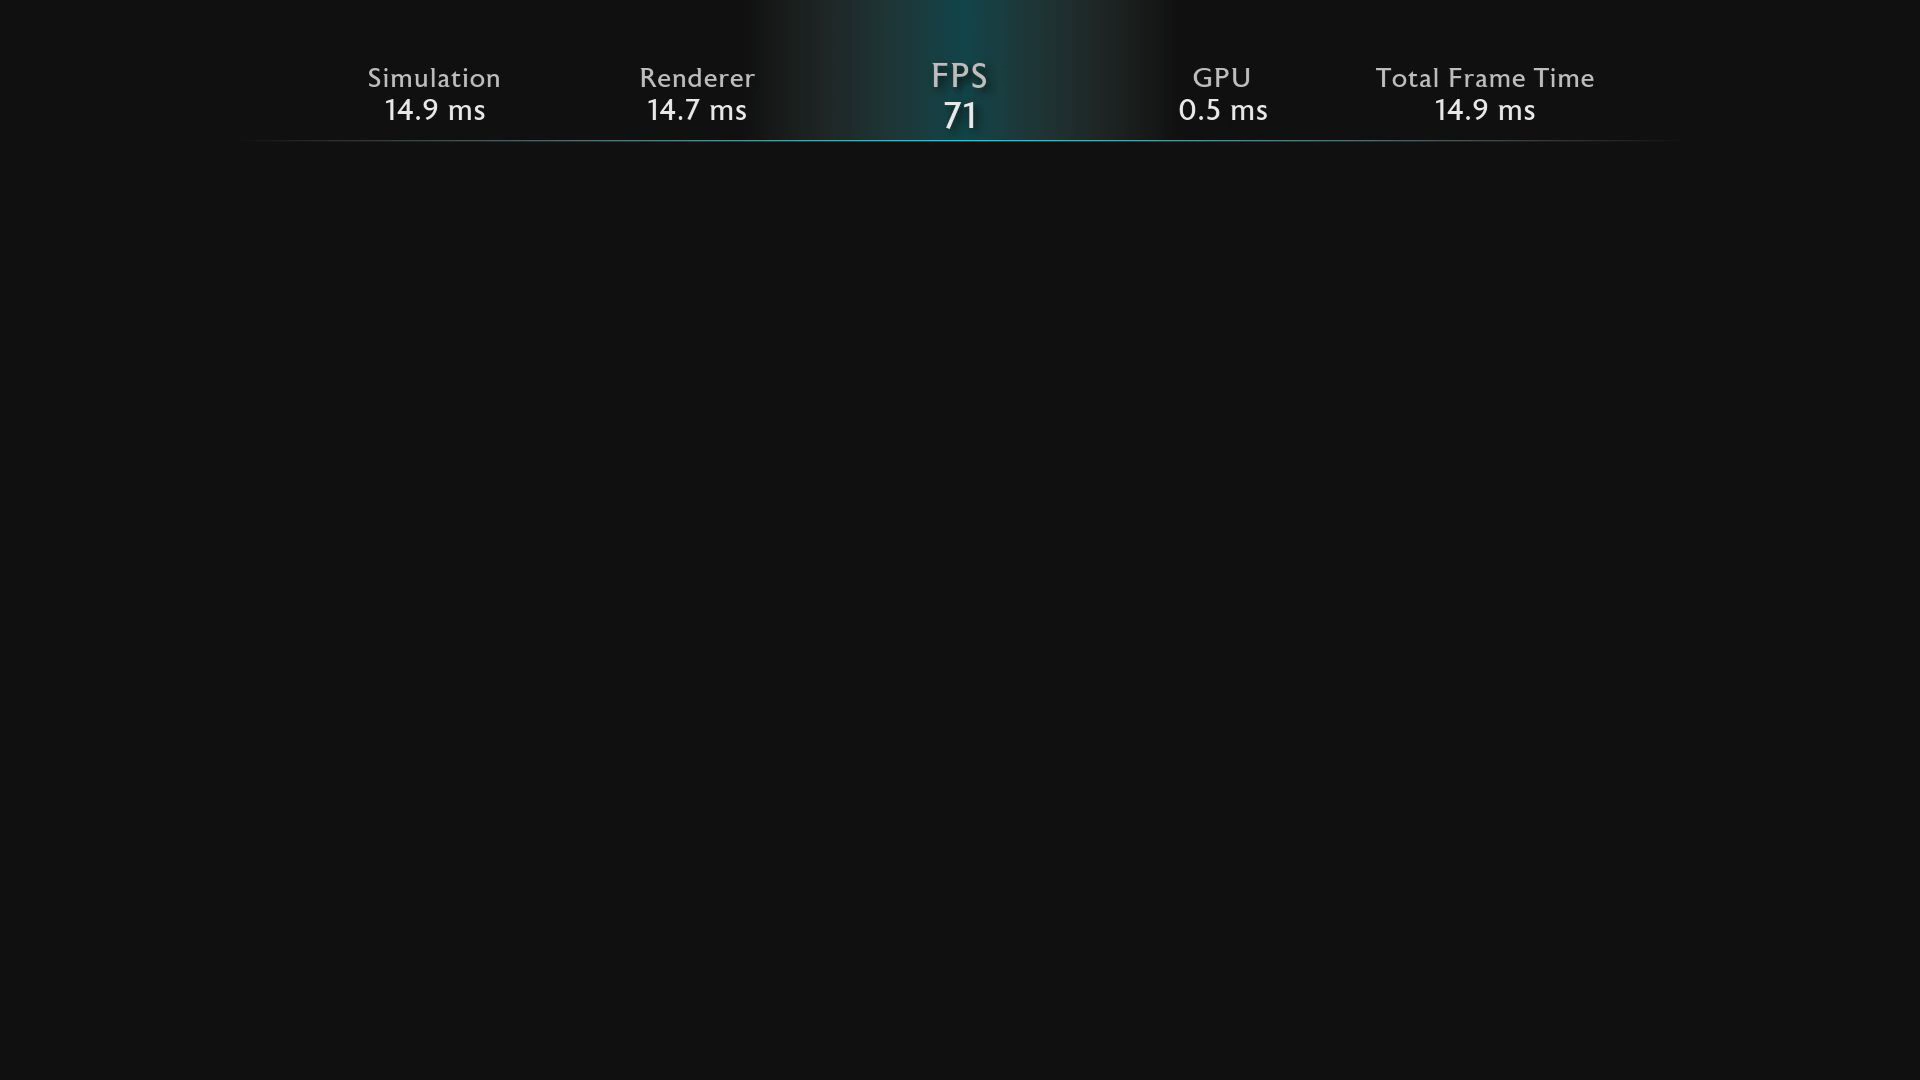 Simulation Renderer FPS GPU Total Frame Time
14.9 ms 14.7 ms 71 0.5 ms 14.9 ms